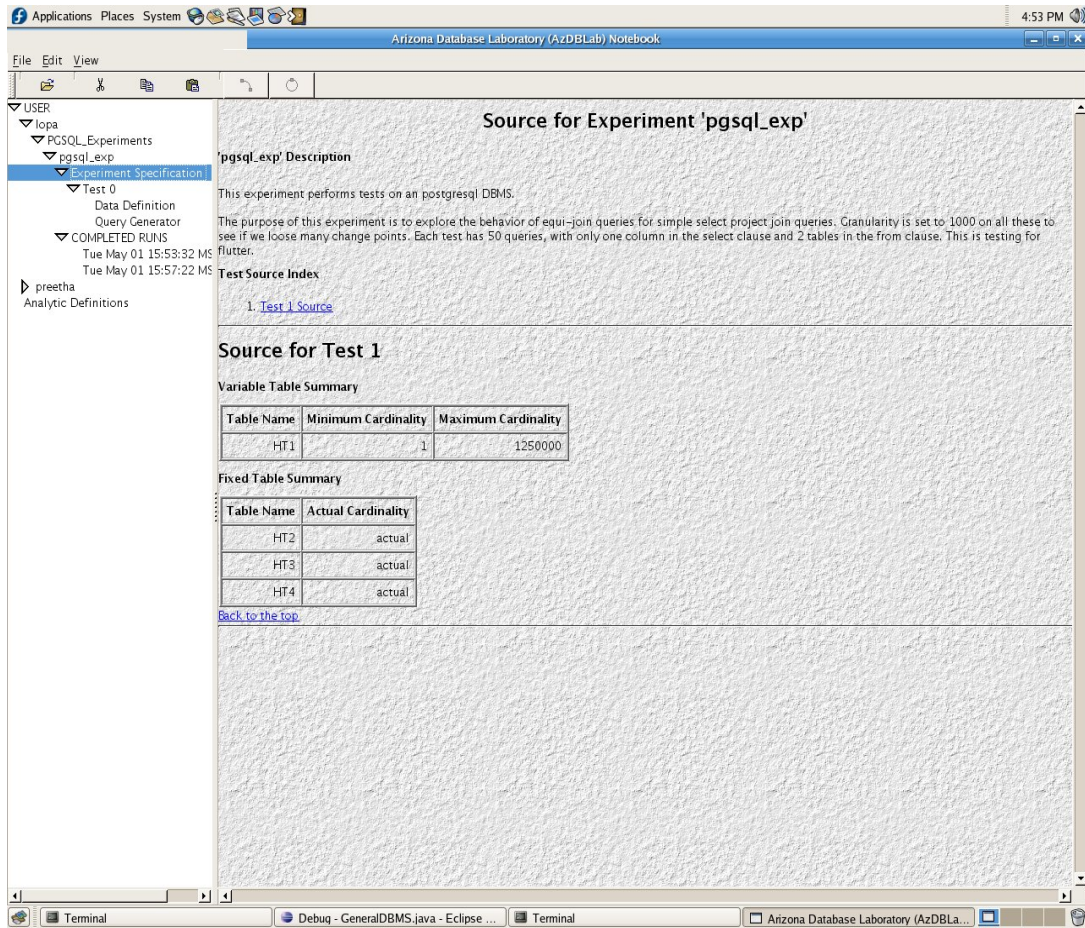 Applications Places System
4:53 PM
Arizona Database Laboratory (AzDBLab) Notebook
File Edit View
USER
lopa
PGSQL_Experiments
pgsql_exp
Experiment Specification
Test 0
Data Definition
Query Generator
COMPLETED RUNS
Tue May 01 15:53:32 MS
Tue May 01 15:57:22 MS
preetha
Analytic Definitions
Source for Experiment 'pgsql_exp'
'pgsql_exp' Description
This experiment performs tests on an postgresql DBMS.
The purpose of this experiment is to explore the behavior of equi-join queries for simple select project join queries. Granularity is set to 1000 on all these to
see if we loose many change points. Each test has 50 queries, with only one column in the select clause and 2 tables in the from clause. This is testing for
flutter.
Test Source Index
1. Test 1 Source
Source for Test 1
Variable Table Summary
Table Name Minimum Cardinality Maximum Cardinality
HT1 1 1250000
Fixed Table Summary
Table Name Actual Cardinality
HT2 actual
HT3 actual
HT4 actual
Back to the top
Terminal
Debug - GeneralDBMS.java - Eclipse ...
Terminal
Arizona Database Laboratory (AzDBLa...